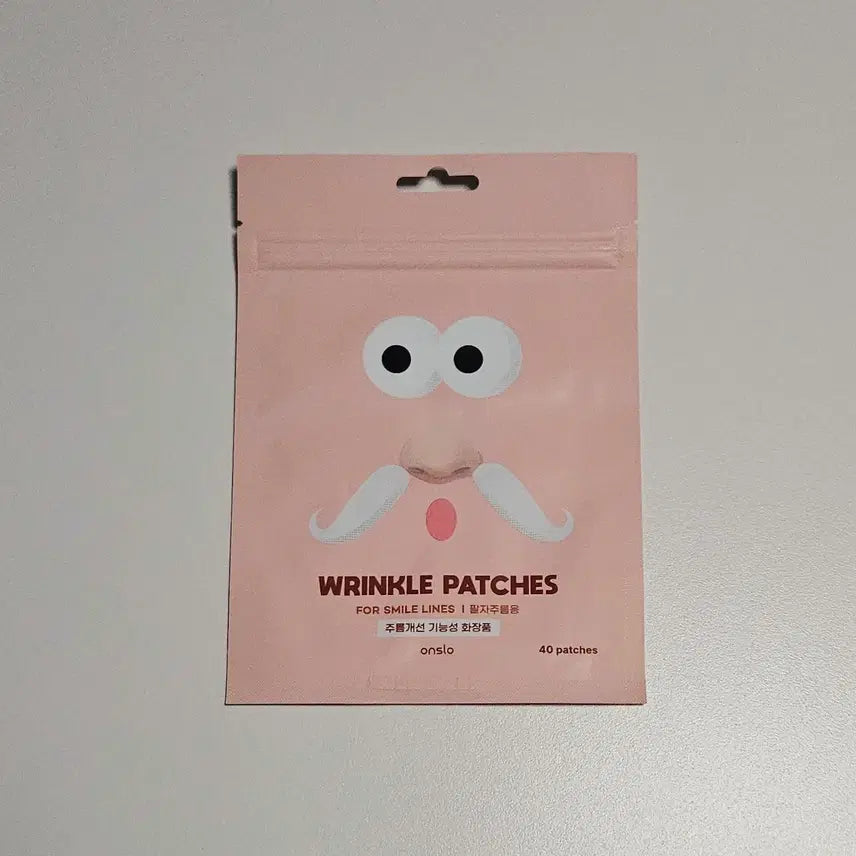 WRINKLE PATCHES
FOR SMILE LINES | 팔자주름용
주름개선 기능성 화장품
onslo
40 patches